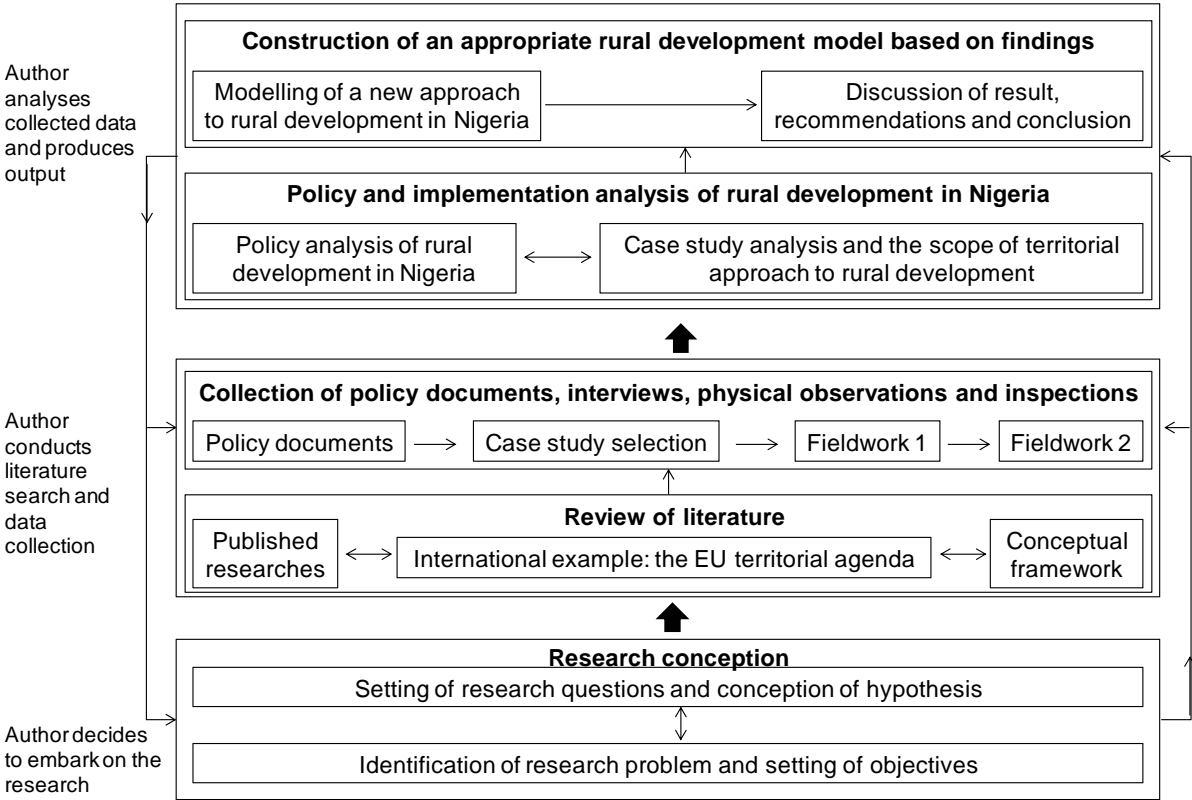 Construction of an appropriate rural development model based on findings
Author
analyses
collected data
and produces
output
Modelling of a new approach
to rural development in Nigeria
Discussion of result,
recommendations and conclusion
Policy and implementation analysis of rural development in Nigeria
Policy analysis of rural
development in Nigeria
Case study analysis and the scope of territorial
approach to rural development
Collection of policy documents, interviews, physical observations and inspections
Author
conducts
literature
search and
data
collection
Policy documents
Case study selection
Fieldwork 1
Fieldwork 2
Review of literature
Published
researches
International example: the EU territorial agenda
Conceptual
framework
Research conception
Setting of research questions and conception of hypothesis
Author decides
to embark on the
research
Identification of research problem and setting of objectives